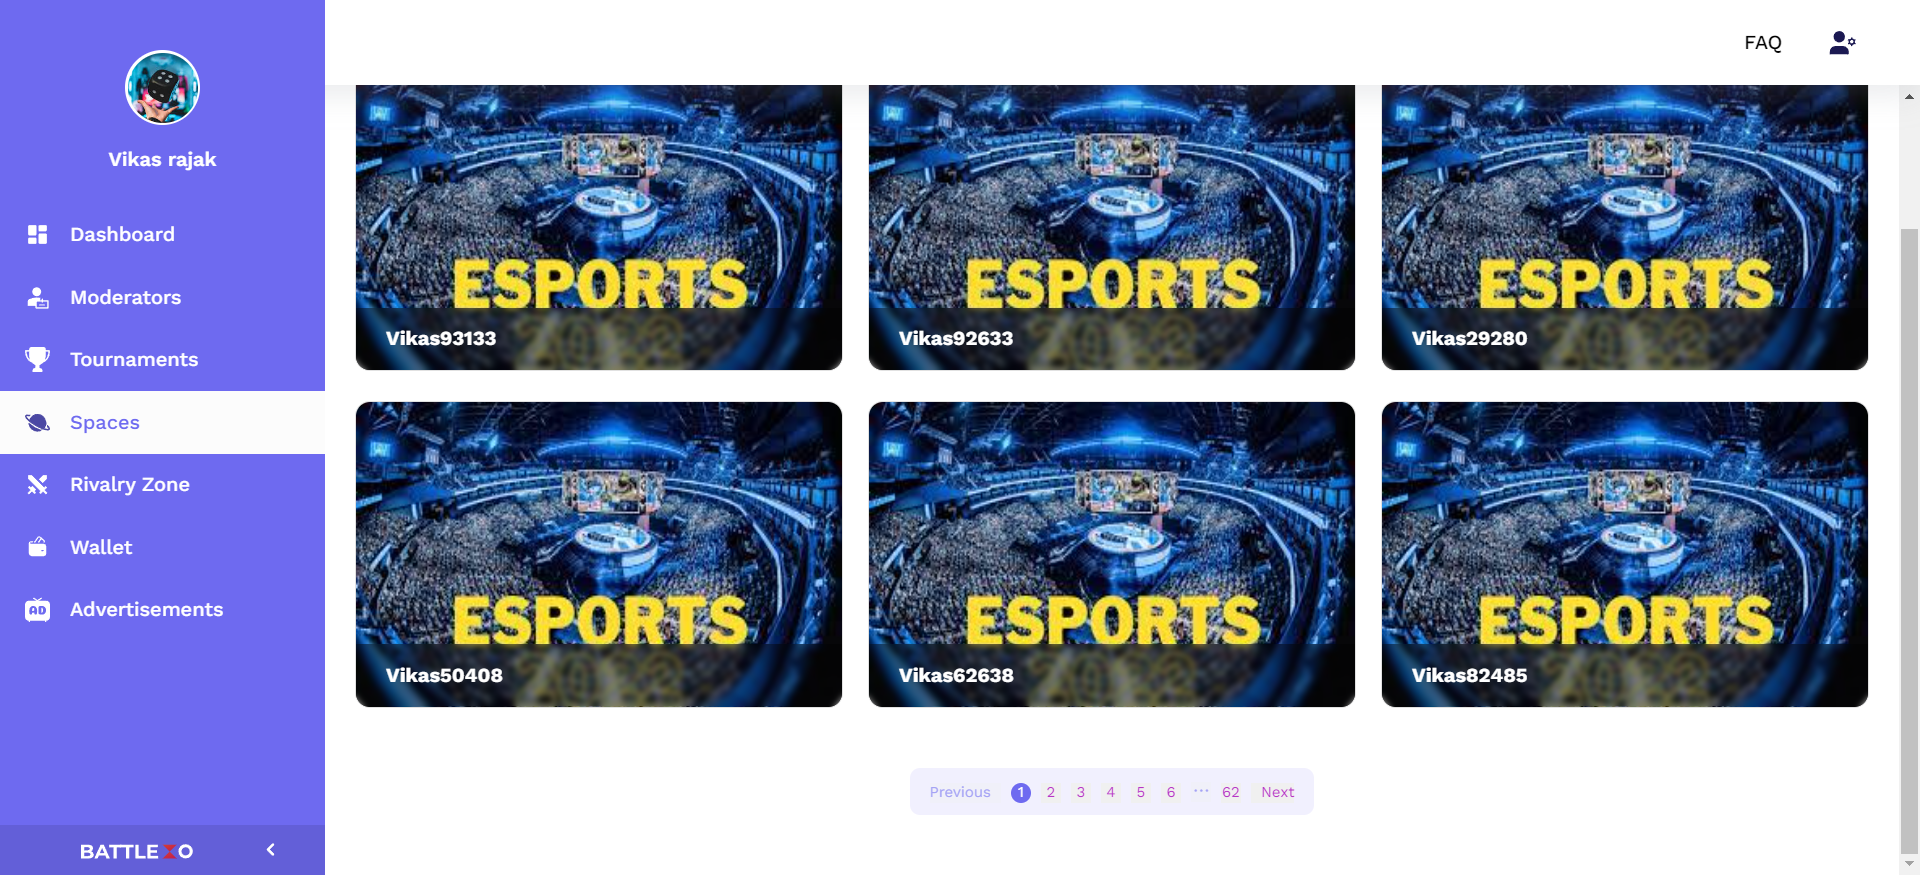 FAQ
Vikas rajak
Dashboard
Moderators
Tournaments
Spaces
Rivalry Zone
Wallet
AD Advertisements
BATTLE XO
ESPORTS
Vikas93133
ESPORTS
Vikas92633
ESPORTS
Vikas29280
ESPORTS
Vikas50408
ESPORTS
Vikas62638
ESPORTS
Vikas82485
Previous 1 2 3 4 5 6 ... 62 Next